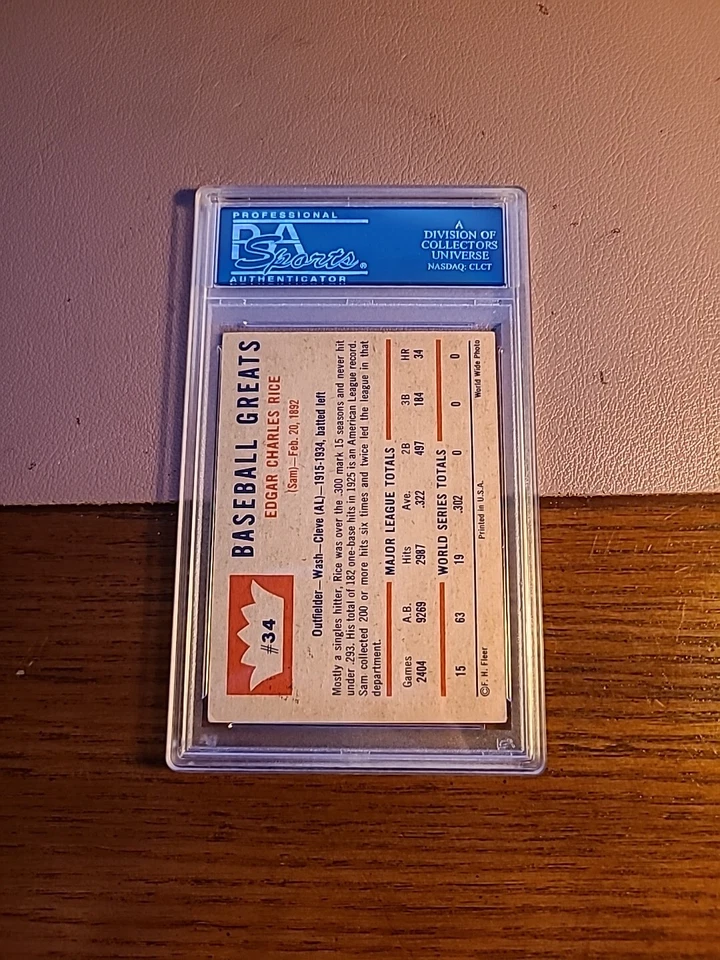 PROFESSIONAL
PSA
Sports®
AUTHENTICATOR
A
DIVISION OF
COLLECTORS
UNIVERSE
NASDAQ: CLCT
#34
BASEBALL GREATS
EDGAR CHARLES RICE
(Sam)—Feb. 20, 1892
Outfielder—Wash—Cleve (AL)—1915-1934, batted left
Mostly a singles hitter, Rice was over the .300 mark 15 seasons and never hit
under .293. His total of 182 one-base hits in 1925 is an American League record.
Sam collected 200 or more hits six times and twice led the league in that
department.
MAJOR LEAGUE TOTALS
Games A.B. Hits Ave. 2B 3B HR
2404 9269 2987 .322 497 184 34
WORLD SERIES TOTALS
15 63 19 .302 0 0 0
©F. H. Fleer Printed in U.S.A. World Wide Photo